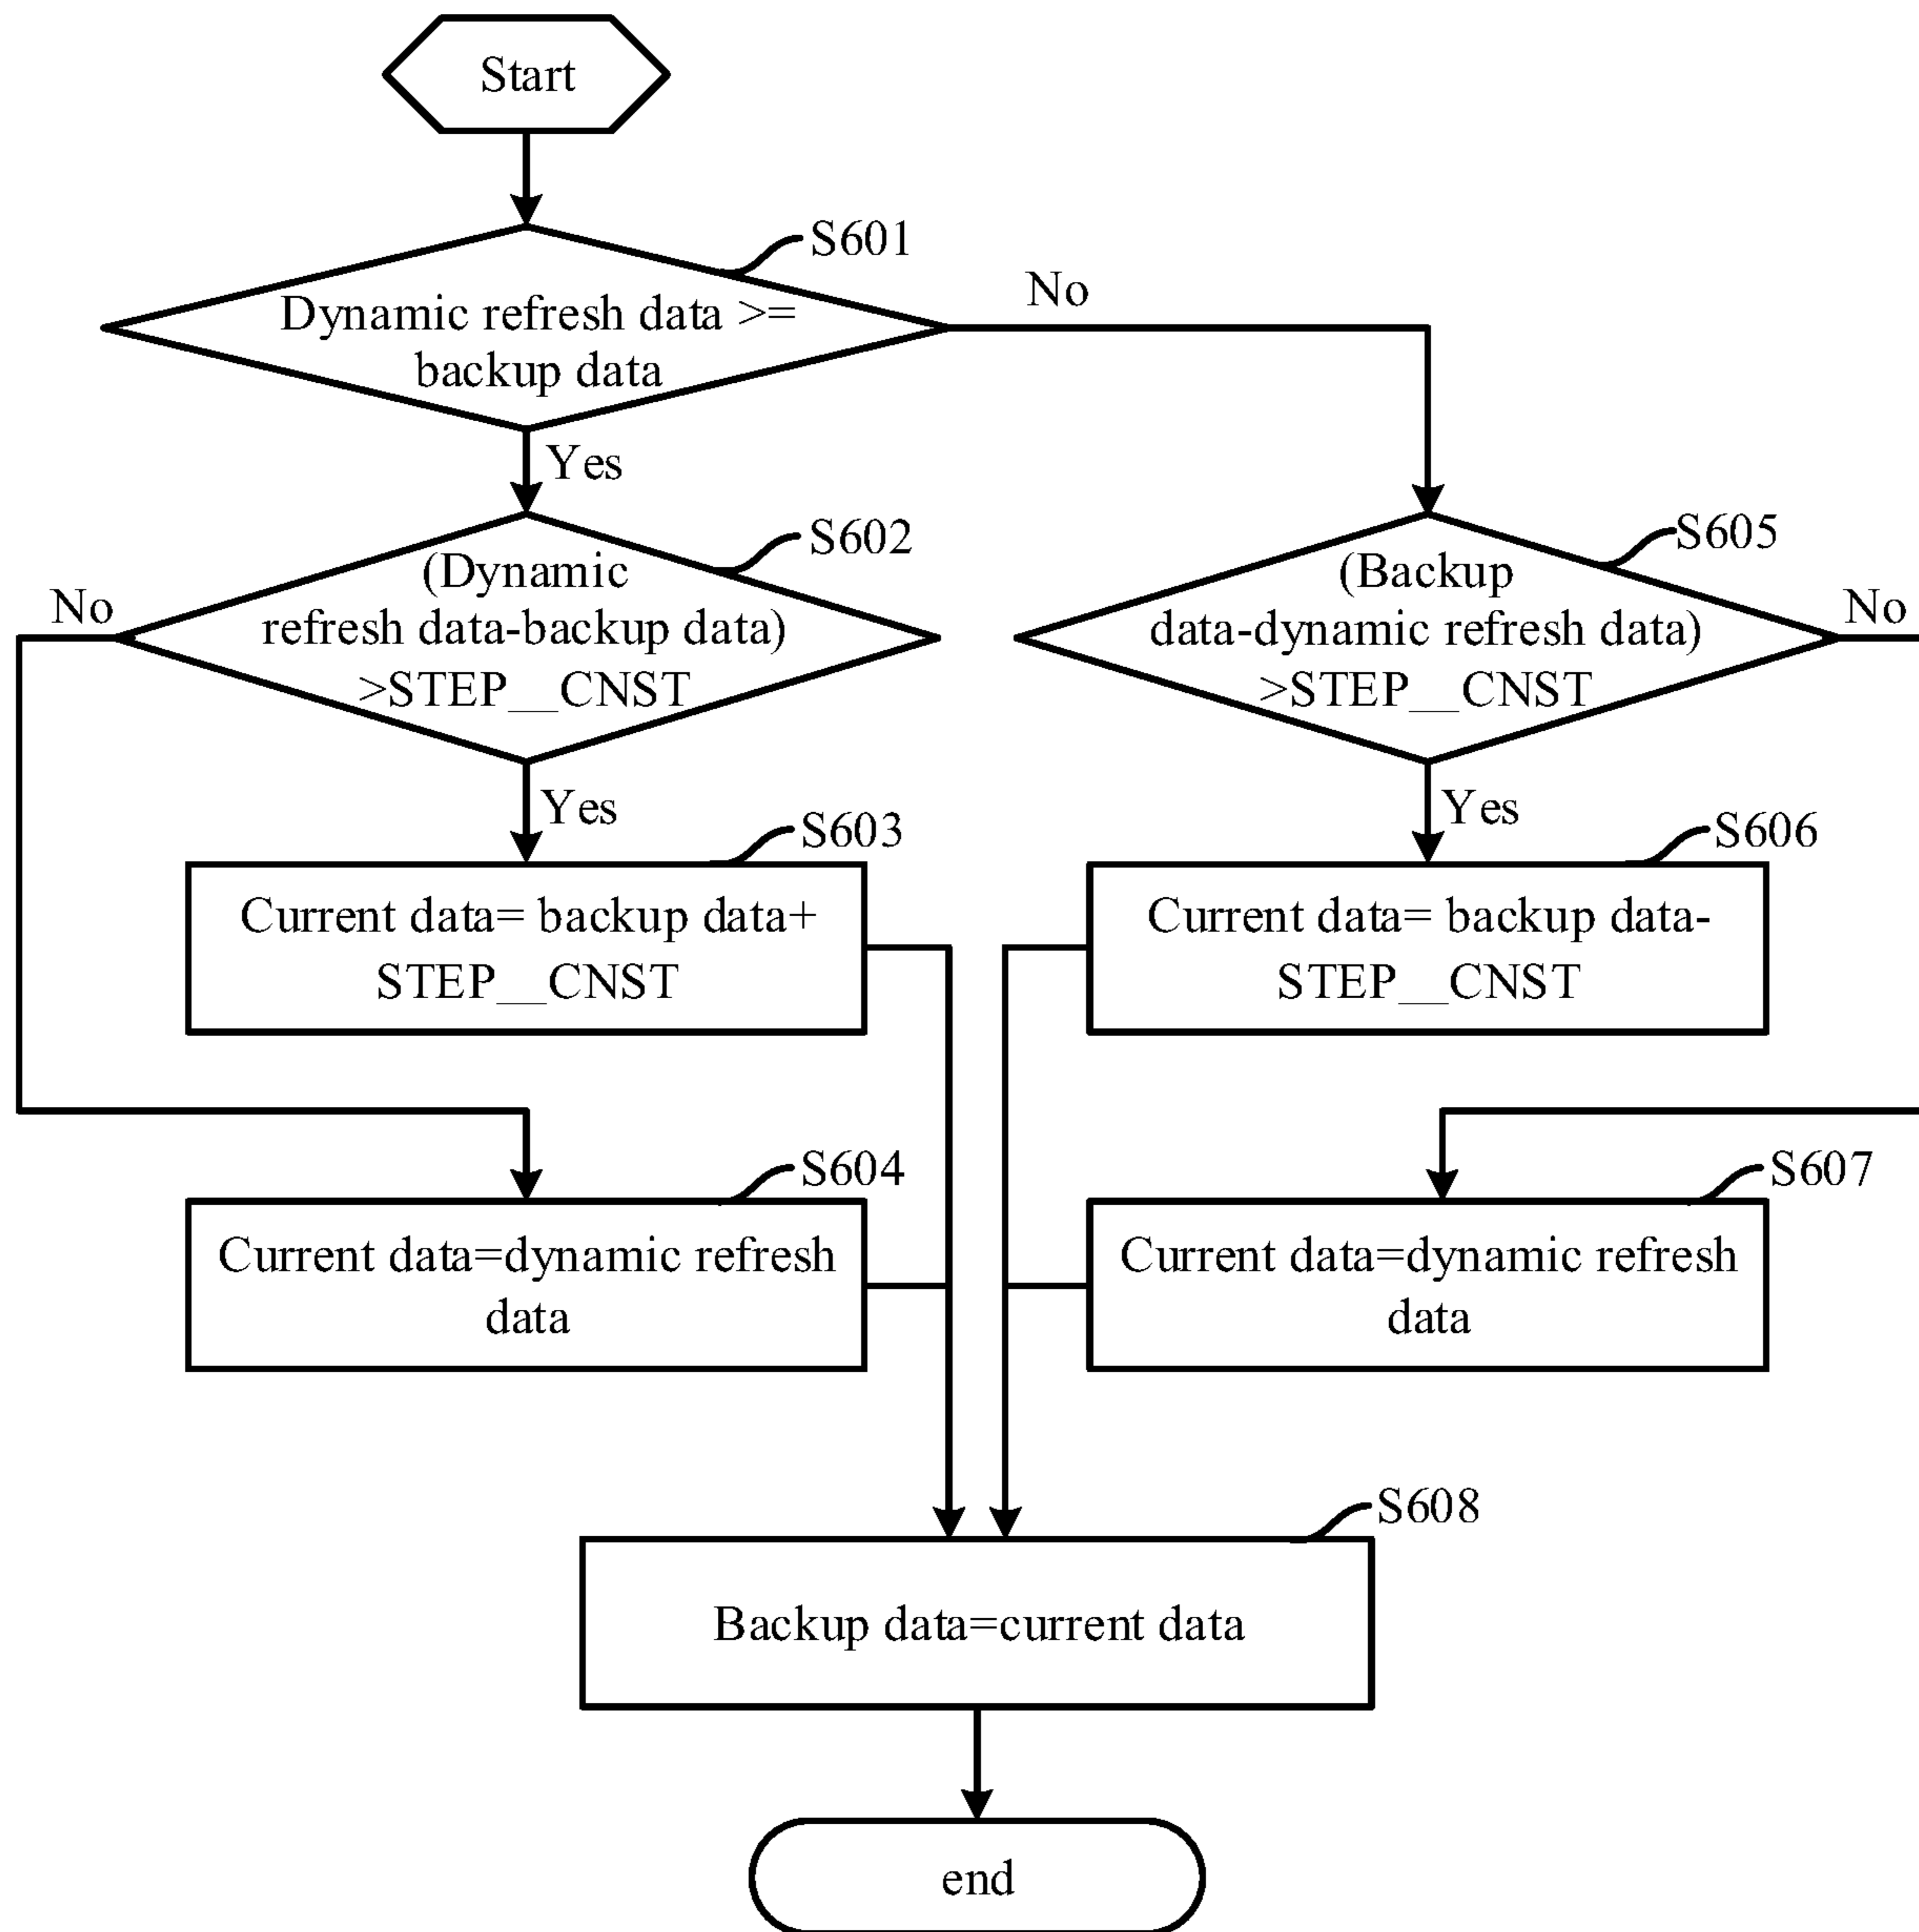 Start
S601
Dynamic refresh data >=
backup data
No
Yes
S602
(Dynamic
refresh data-backup data)
>STEP__CNST
No
Yes
S605
(Backup
data-dynamic refresh data)
>STEP__CNST
No
Yes
S603
Current data= backup data+
STEP__CNST
S606
Current data= backup data-
STEP__CNST
S604
Current data=dynamic refresh
data
S607
Current data=dynamic refresh
data
S608
Backup data=current data
end